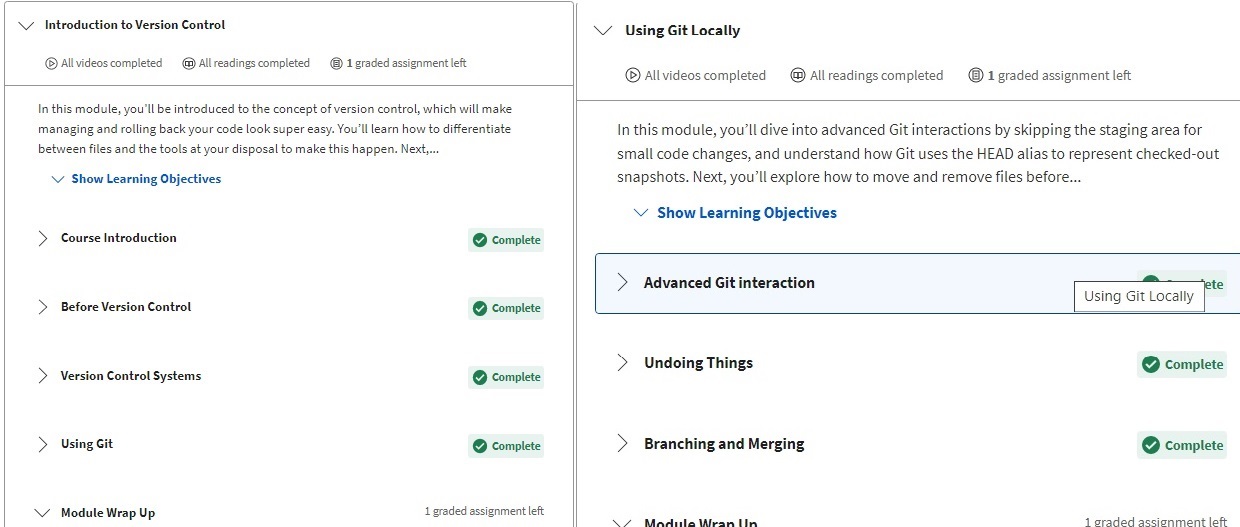 Introduction to Version Control
All videos completed All readings completed 1 graded assignment left
In this module, you'll be introduced to the concept of version control, which will make
managing and rolling back your code look super easy. You'll learn how to differentiate
between files and the tools at your disposal to make this happen. Next,...
Show Learning Objectives
Course Introduction Complete
Before Version Control Complete
Version Control Systems Complete
Using Git Complete
Module Wrap Up 1 graded assignment left
Using Git Locally
All videos completed All readings completed 1 graded assignment left
In this module, you'll dive into advanced Git interactions by skipping the staging area for
small code changes, and understand how Git uses the HEAD alias to represent checked-out
snapshots. Next, you'll explore how to move and remove files before...
Show Learning Objectives
Advanced Git interaction
Using Git Locally
Undoing Things Complete
Branching and Merging Complete
Module Wrap Up 1 graded assignment left